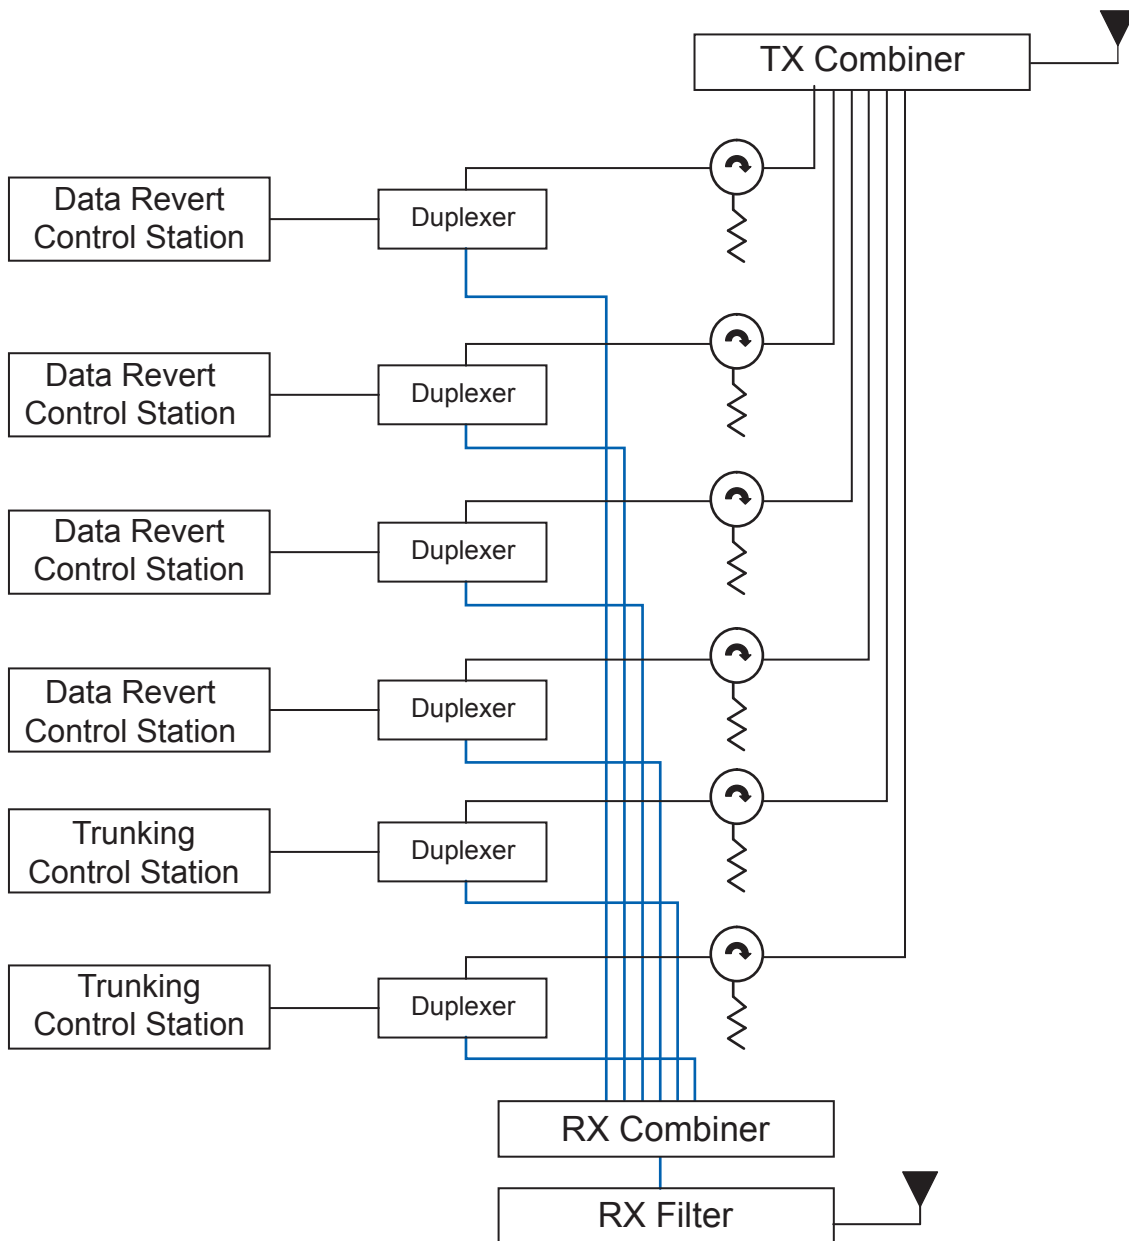 TX Combiner
Data Revert
Control Station
Duplexer
Data Revert
Control Station
Duplexer
Data Revert
Control Station
Duplexer
Data Revert
Control Station
Duplexer
Trunking
Control Station
Duplexer
Trunking
Control Station
Duplexer
RX Combiner
RX Filter